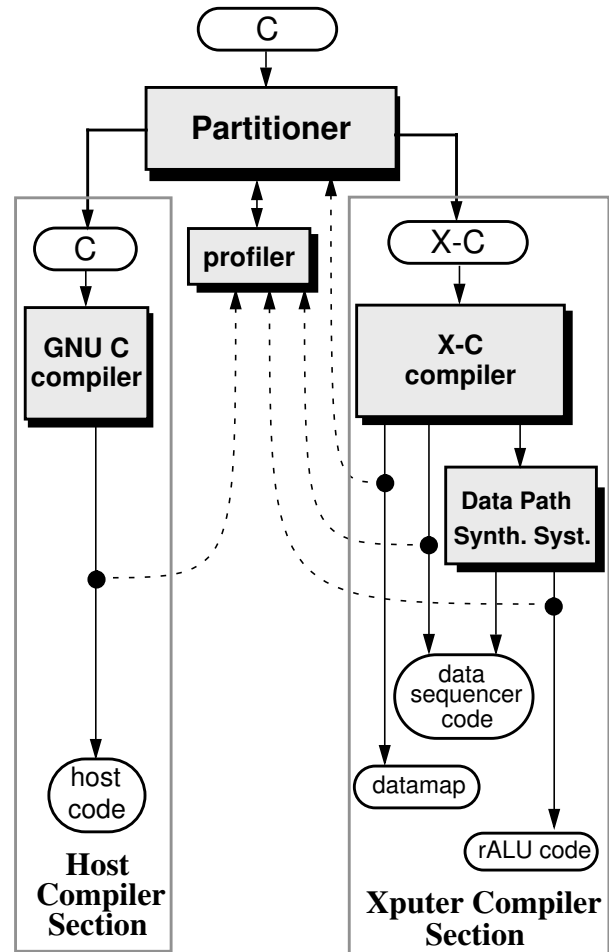 C
Partitioner
C
profiler
X-C
GNU C
compiler
X-C
compiler
Data Path
Synth. Syst.
data
sequencer
code
host
code
datamap
rALU code
Host
Compiler
Section
Xputer Compiler
Section